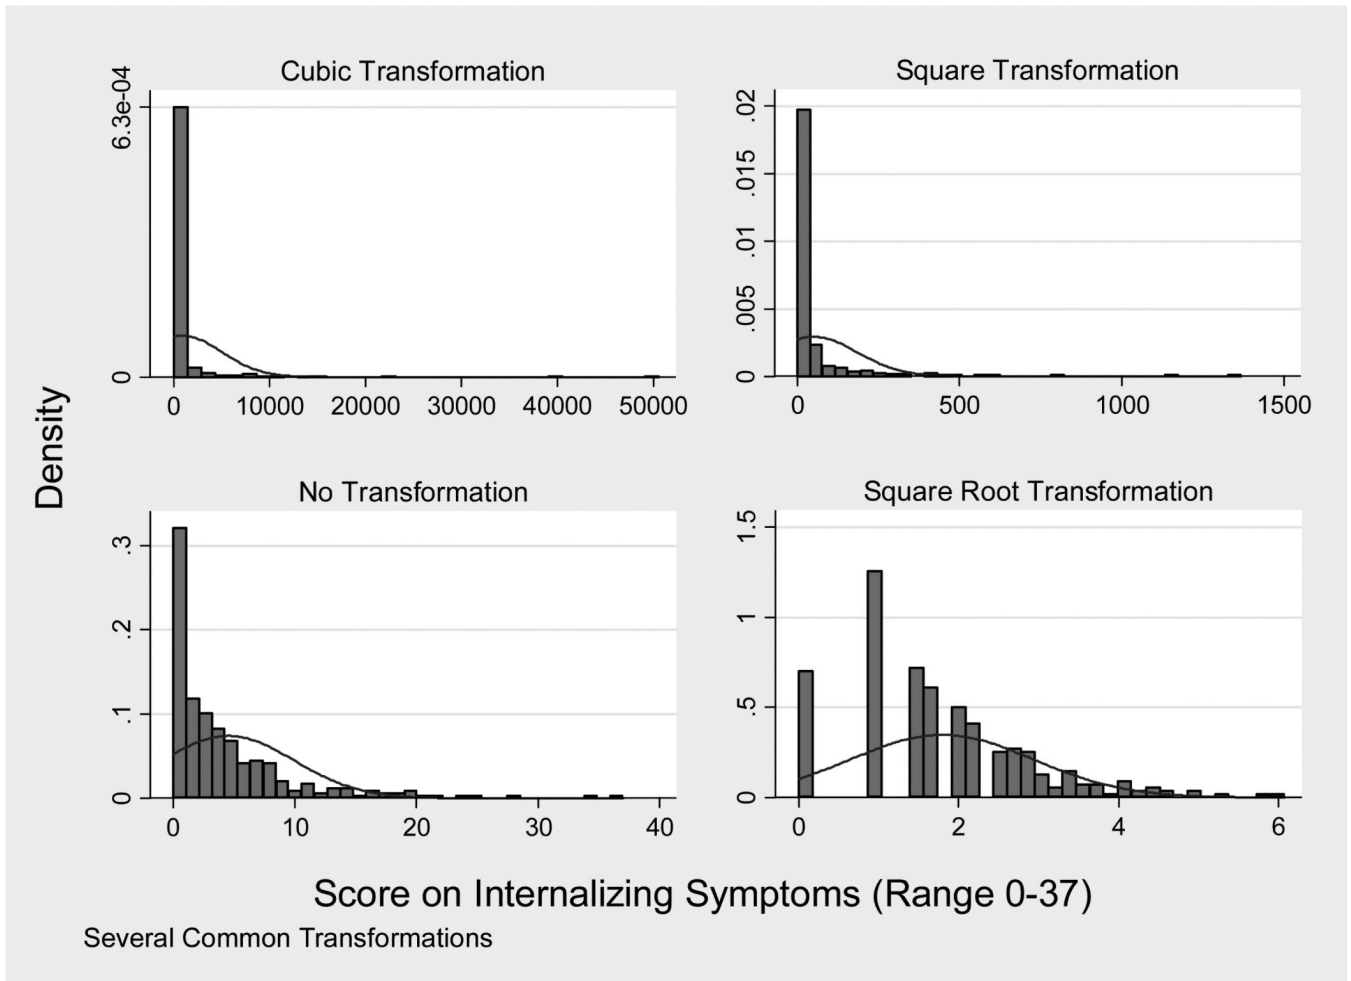 Cubic Transformation
6.3e-04
0
0 10000 20000 30000 40000 50000
Square Transformation
.02
.015
.01
.005
0
0 500 1000 1500
Density
No Transformation
.3
.2
.1
0
0 10 20 30 40
Square Root Transformation
1.5
1
.5
0
0 2 4 6
Score on Internalizing Symptoms (Range 0-37)
Several Common Transformations